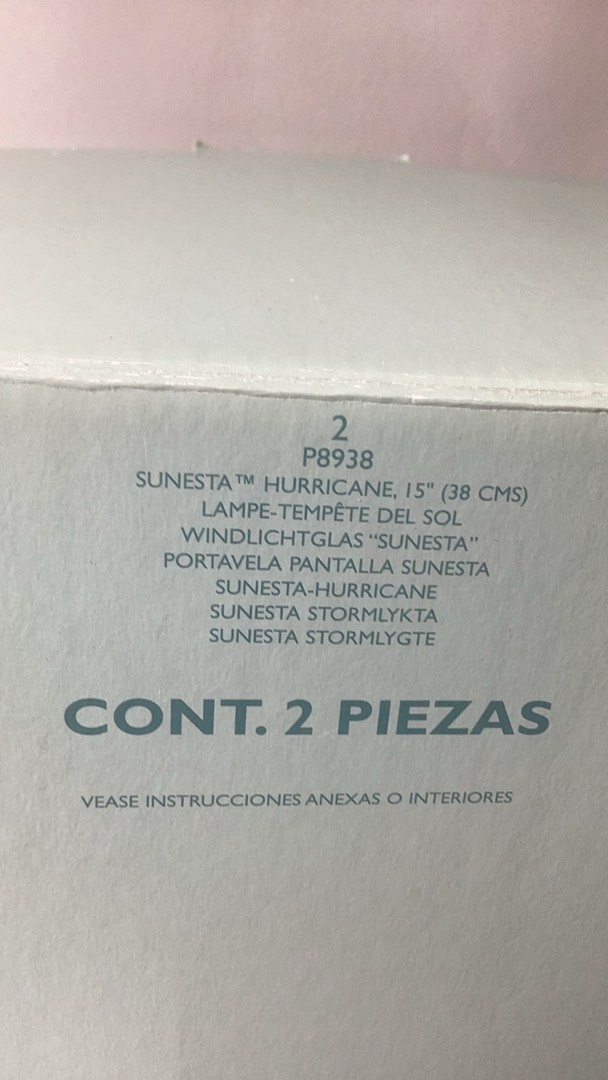 2
P8938
SUNESTA™ HURRICANE, 15" (38 CMS)
LAMPE-TEMPÊTE DEL SOL
WINDLICHTGLAS "SUNESTA"
PORTAVELA PANTALLA SUNESTA
SUNESTA-HURRICANE
SUNESTA STORMLYKTA
SUNESTA STORMLYGTE
CONT. 2 PIEZAS
VEASE INSTRUCCIONES ANEXAS O INTERIORES